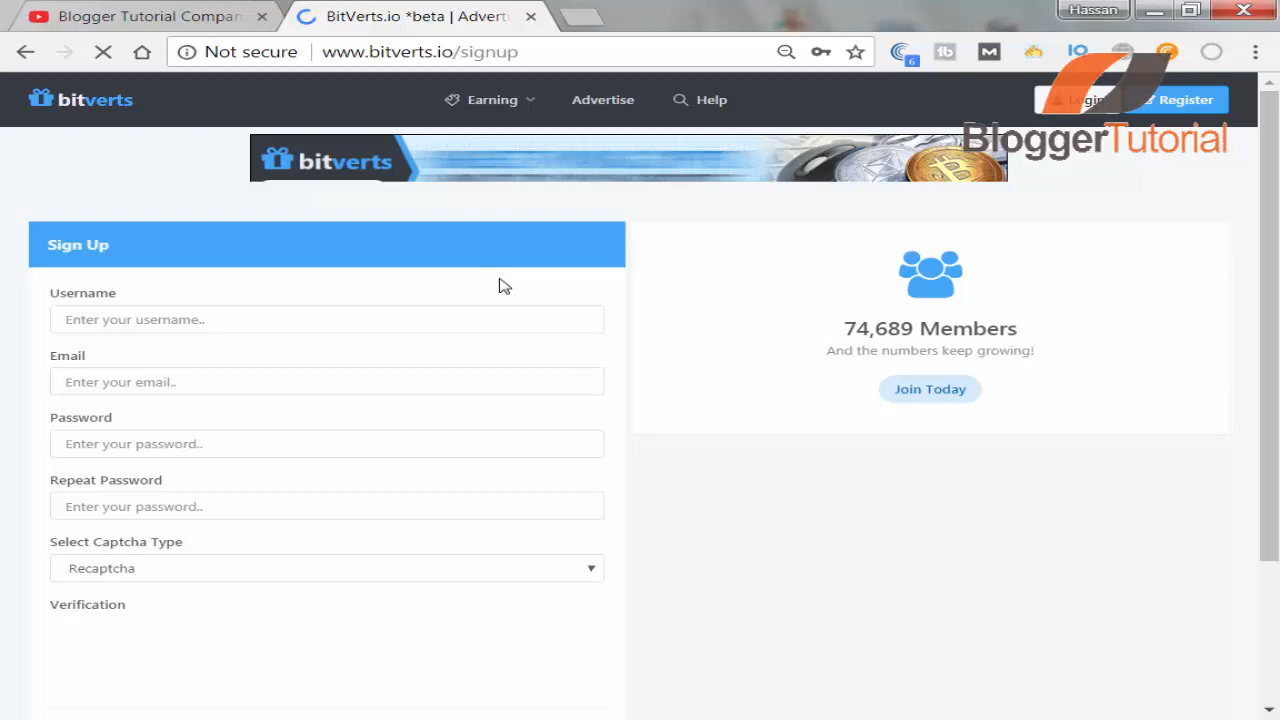 Blogger Tutorial Compan
BitVerts.io *beta | Advert
Hassan
Not secure
www.bitverts.io/signup
6
bitverts
Earning
Advertise
Help
Login
Register
BloggerTutorial
bitverts
Sign Up
Username
Enter your username..
Email
Enter your email..
Password
Enter your password..
Repeat Password
Enter your password..
Select Captcha Type
Recaptcha
Verification
74,689 Members
And the numbers keep growing!
Join Today